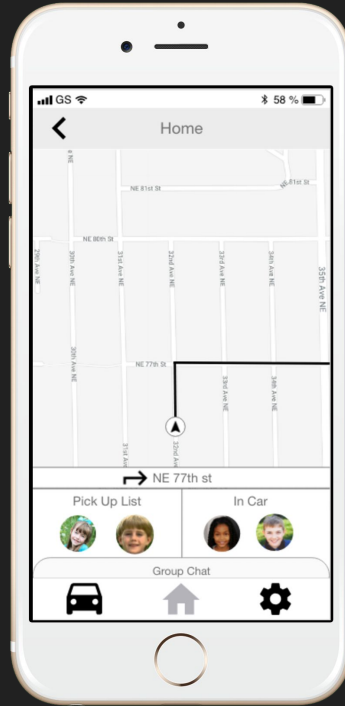 GS 58 %
Home
NE 81st St
NE 81st St
NE 80th St
29th Ave NE
30th Ave NE
31st Ave NE
32nd Ave NE
33rd Ave NE
34th Ave NE
35th Ave NE
NE 77th St
30th Ave NE
33rd Ave NE
34th Ave NE
31st Av
32nd Ave
NE 77th st
Pick Up List
In Car
Group Chat